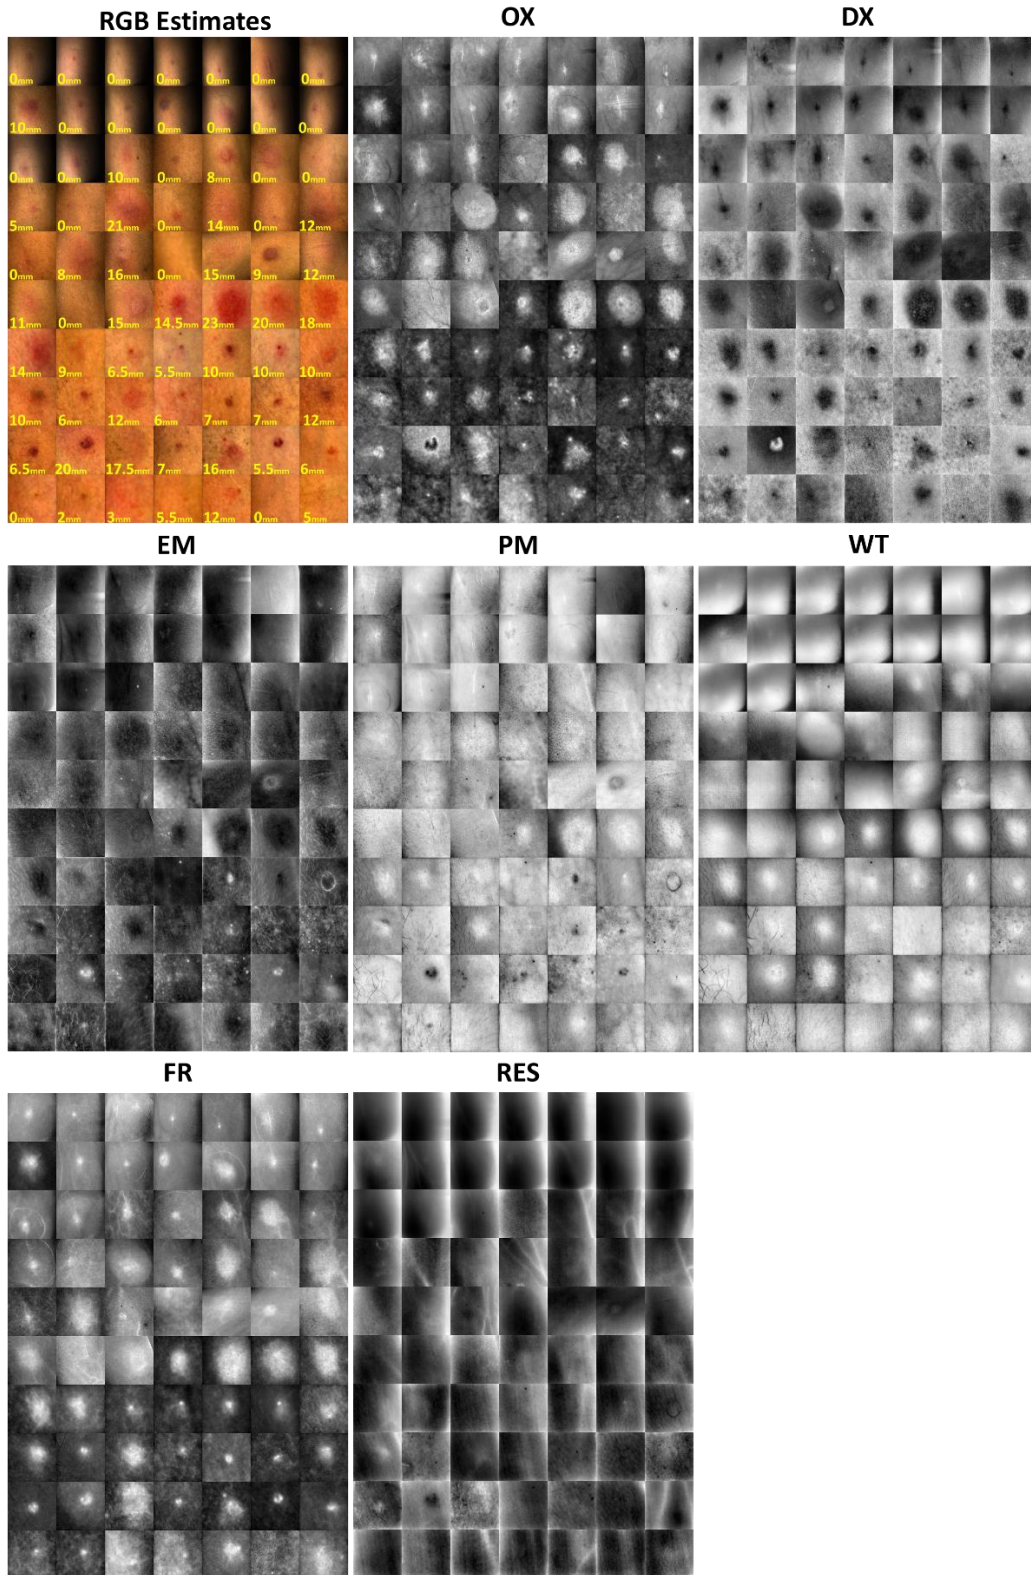 RGB Estimates OX DX
0mm 0mm 0mm 0mm 0mm 0mm 0mm
10mm 0mm 0mm 0mm 0mm 0mm 0mm
0mm 0mm 10mm 0mm 8mm 0mm 0mm
5mm 0mm 21mm 0mm 14mm 0mm 12mm
0mm 8mm 16mm 0mm 15mm 9mm 12mm
11mm 0mm 15mm 14.5mm 23mm 20mm 18mm
14mm 9mm 6.5mm 5.5mm 10mm 10mm 10mm
10mm 6mm 12mm 6mm 7mm 7mm 12mm
6.5mm 20mm 17.5mm 7mm 16mm 5.5mm 6mm
0mm 2mm 3mm 5.5mm 12mm 0mm 5mm
EM PM WT
FR RES